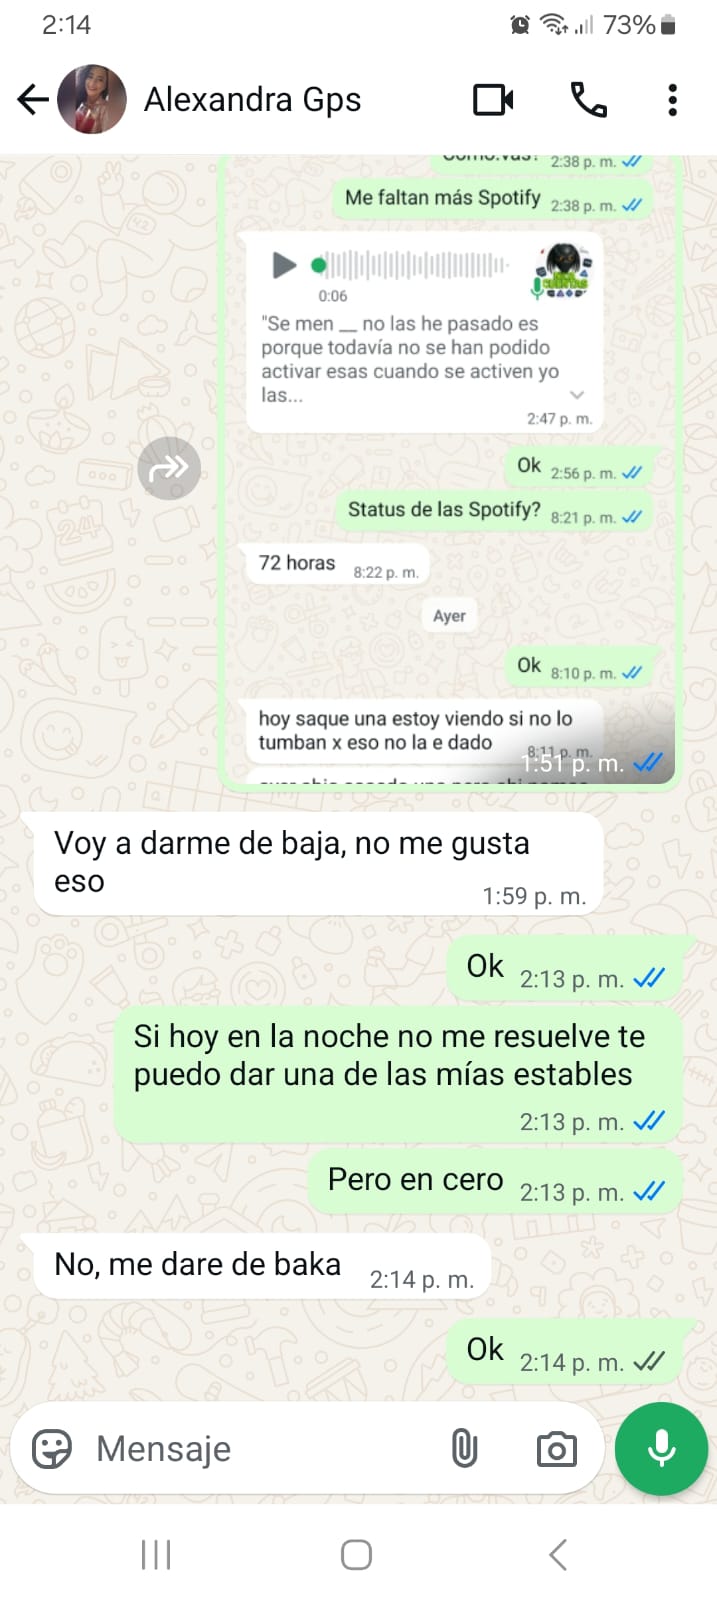 2:14
73%
Alexandra Gps
2:38 p. m.
Me faltan más Spotify 2:38 p. m.
0:06
"Se men __ no las he pasado es
porque todavía no se han podido
activar esas cuando se activen yo
las...
2:47 p. m.
Ok 2:56 p. m.
Status de las Spotify? 8:21 p. m.
72 horas 8:22 p. m.
Ayer
Ok 8:10 p. m.
hoy saque una estoy viendo si no lo
tumban x eso no la e dado 8:11 p. m.
1:51 p. m.
Voy a darme de baja, no me gusta
eso
1:59 p. m.
Ok 2:13 p. m.
Si hoy en la noche no me resuelve te
puedo dar una de las mías estables
2:13 p. m.
Pero en cero 2:13 p. m.
No, me dare de baka 2:14 p. m.
Ok 2:14 p. m.
Mensaje